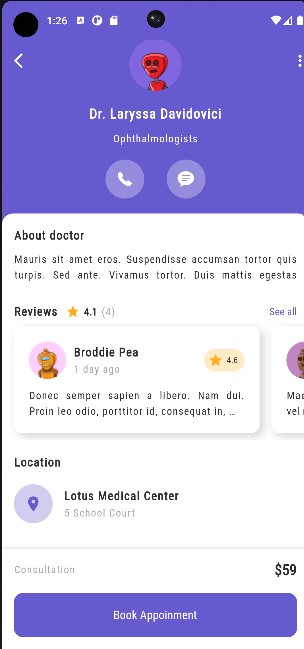 1:26
Dr. Laryssa Davidovici
Ophthalmologists
About doctor
Mauris sit amet eros. Suspendisse accumsan tortor quis
turpis. Sed ante. Vivamus tortor. Duis mattis egestas
Reviews 4.1 (4) See all
Broddie Pea
1 day ago
4.6
Donec semper sapien a libero. Nam dui.
Proin leo odio, porttitor id, consequat in, …
Mae
vel
Location
Lotus Medical Center
5 School Court
Consultation $59
Book Appoinment